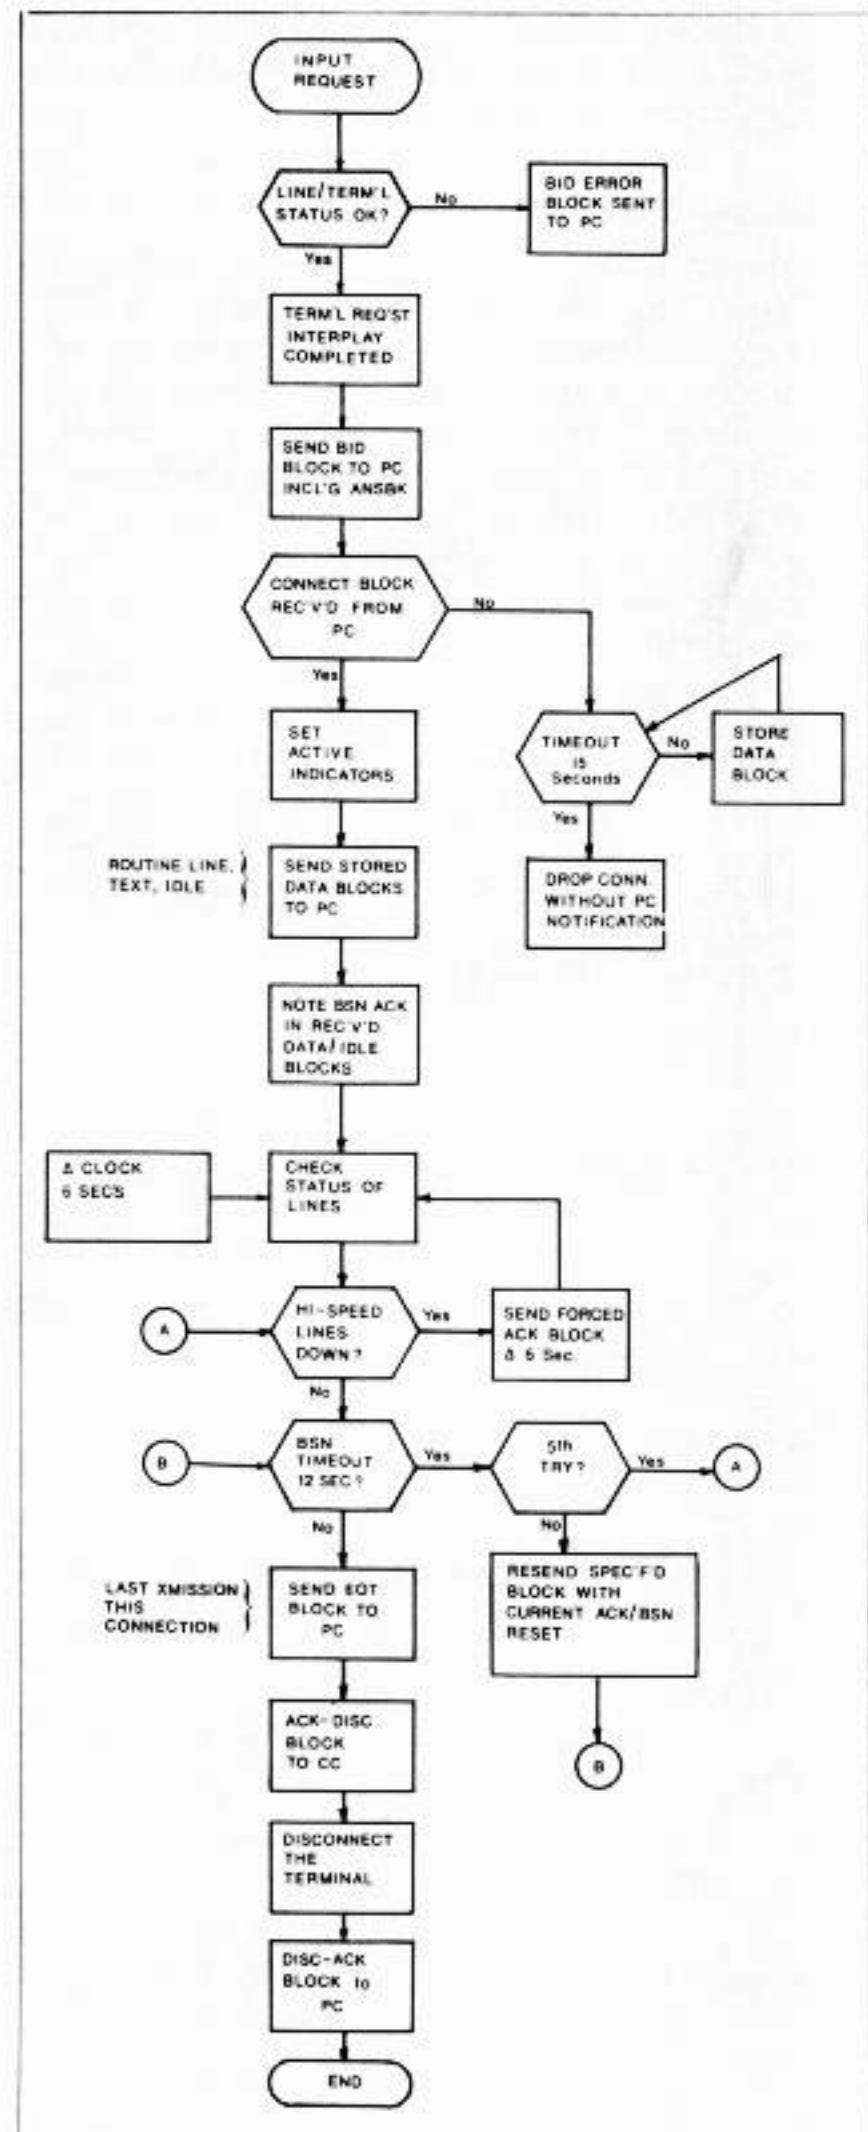 INPUT
REQUEST
LINE/TERM'L
STATUS OK?
No
BID ERROR
BLOCK SENT
TO PC
Yes
TERM'L REQ'ST
INTERPLAY
COMPLETED
SEND BID
BLOCK TO PC
INCL'G ANSBK
CONNECT BLOCK
REC'V'D FROM
PC
No
Yes
SET
ACTIVE
INDICATORS
TIMEOUT
15
Seconds
No
STORE
DATA
BLOCK
Yes
DROP CONN.
WITHOUT PC
NOTIFICATION
ROUTINE LINE,
TEXT, IDLE
SEND STORED
DATA BLOCKS
TO PC
NOTE BSN ACK
IN REC'V'D
DATA/IDLE
BLOCKS
Δ CLOCK
6 SECS
CHECK
STATUS OF
LINES
A
HI-SPEED
LINES
DOWN?
Yes
SEND FORCED
ACK BLOCK
Δ 6 Sec.
No
B
BSN
TIMEOUT
12 SEC?
Yes
5th
TRY?
Yes
A
No
No
LAST XMISSION
THIS
CONNECTION
SEND EOT
BLOCK TO
PC
RESEND SPEC'F'D
BLOCK WITH
CURRENT ACK/BSN
RESET
ACK-DISC.
BLOCK
TO CC
B
DISCONNECT
THE
TERMINAL
DISC-ACK
BLOCK to
PC
END